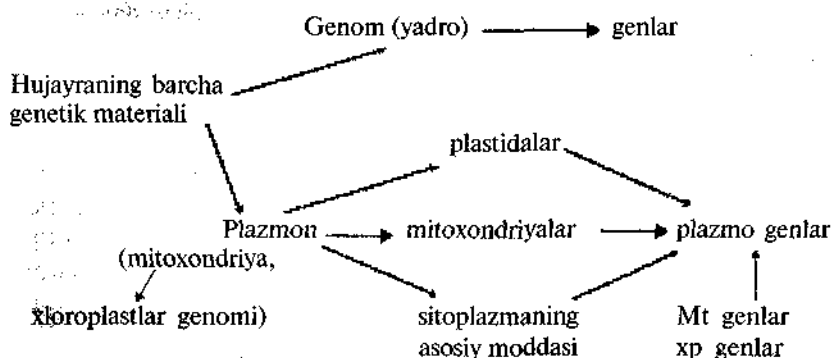 Genom (yadro) genlar
Hujayraning barcha
genetik materiali
plastidalar
Plazmon mitoxondriyalar plazmo genlar
(mitoxondriya,
xloroplastlar genomi) sitoplazmaning Mt genlar
asosiy moddasi xp genlar